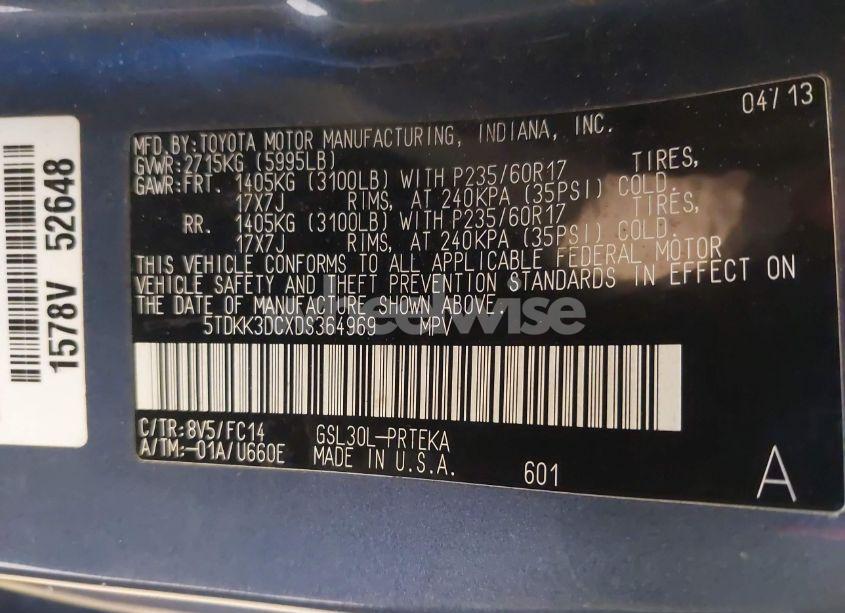 1578V 52648
04/13
MFD.BY:TOYOTA MOTOR MANUFACTURING, INDIANA, INC.
GVWR:2715KG (5995LB)
GAWR:FRT. 1405KG (3100LB) WITH P235/60R17 TIRES,
17X7J RIMS, AT 240KPA (35PSI) COLD.
RR. 1405KG (3100LB) WITH P235/60R17 TIRES,
17X7J RIMS, AT 240KPA (35PSI) COLD.
THIS VEHICLE CONFORMS TO ALL APPLICABLE FEDERAL MOTOR
VEHICLE SAFETY AND THEFT PREVENTION STANDARDS IN EFFECT ON
THE DATE OF MANUFACTURE SHOWN ABOVE.
wheelwise
5TDKK3DCXDS364969 MPV
C/TR:8V5/FC14 GSL30L-PRTEKA
A/TM:-01A/U660E MADE IN U.S.A.
601
A